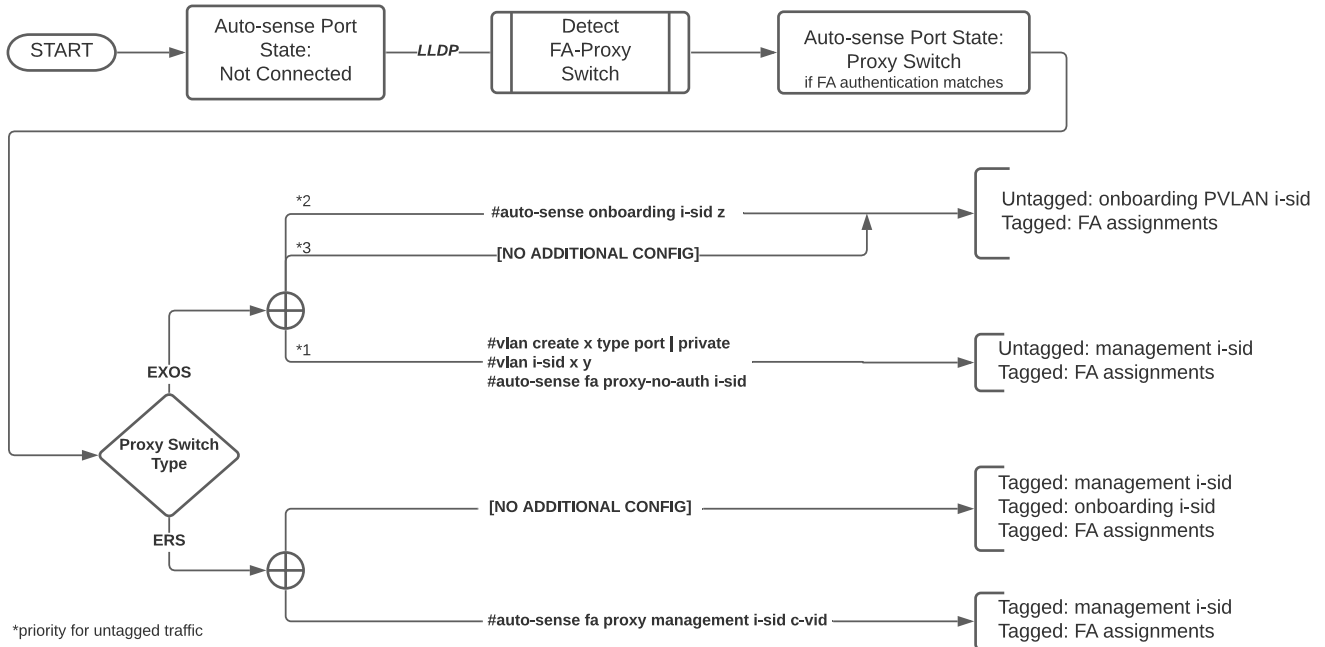 START
Auto-sense Port
State:
Not Connected
LLDP
Detect
FA-Proxy
Switch
Auto-sense Port State:
Proxy Switch
if FA authentication matches
*2
#auto-sense onboarding i-sid z
Untagged: onboarding PVLAN i-sid
Tagged: FA assignments
*3
[NO ADDITIONAL CONFIG]
*1
#vlan create x type port | private
#vlan i-sid x y
#auto-sense fa proxy-no-auth i-sid
Untagged: management i-sid
Tagged: FA assignments
EXOS
Proxy Switch
Type
ERS
[NO ADDITIONAL CONFIG]
Tagged: management i-sid
Tagged: onboarding i-sid
Tagged: FA assignments
#auto-sense fa proxy management i-sid c-vid
Tagged: management i-sid
Tagged: FA assignments
*priority for untagged traffic